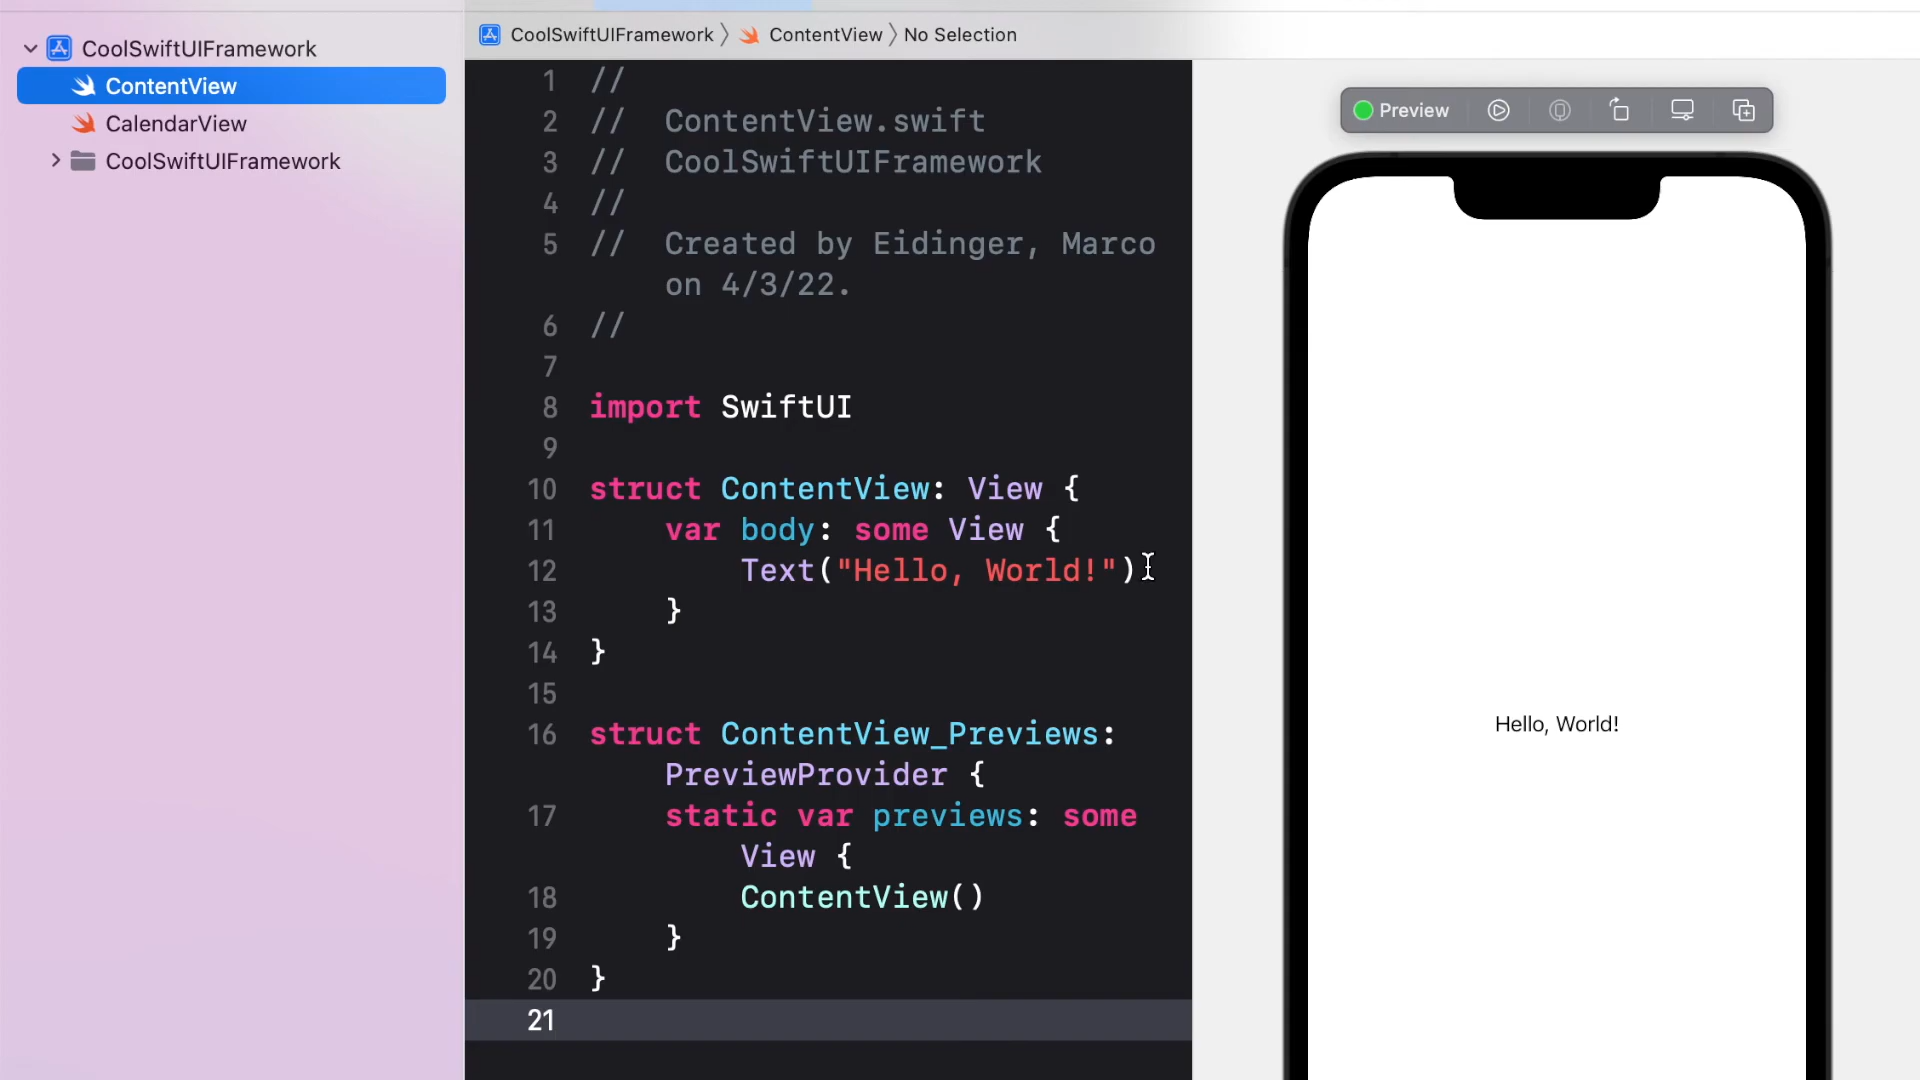 CoolSwiftUIFramework
ContentView
CalendarView
CoolSwiftUIFramework
CoolSwiftUIFramework 〉 ContentView 〉 No Selection
1 //
2 //  ContentView.swift
3 //  CoolSwiftUIFramework
4 //
5 //  Created by Eidinger, Marco
on 4/3/22.
6 //
7
8 import SwiftUI
9
10 struct ContentView: View {
11     var body: some View {
12         Text("Hello, World!")
13     }
14 }
15
16 struct ContentView_Previews:
PreviewProvider {
17     static var previews: some
View {
18         ContentView()
19     }
20 }
21
Preview
Hello, World!